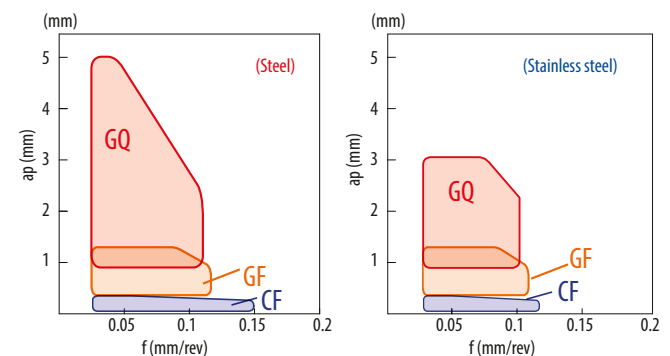 (mm)
(Steel)
5
4
3
2
1
ap (mm)
GQ
GF
CF
0.05
0.1
0.15
0.2
f (mm/rev)
(mm)
(Stainless steel)
5
4
3
2
1
ap (mm)
GQ
GF
CF
0.05
0.1
0.15
0.2
f (mm/rev)